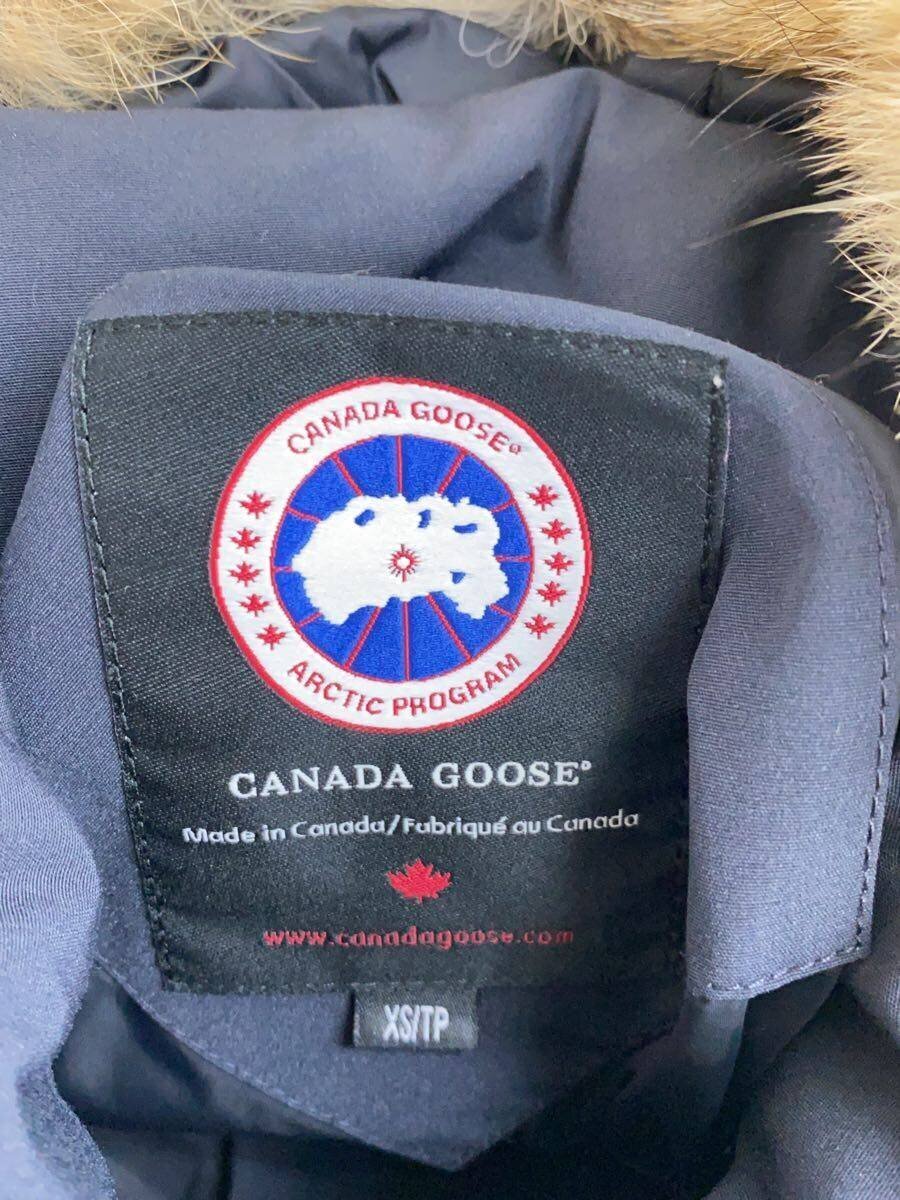 CANADA GOOSE®
ARCTIC PROGRAM
CANADA GOOSE®
Made in Canada/Fabriqué au Canada
www.canadagoose.com
XS/TP